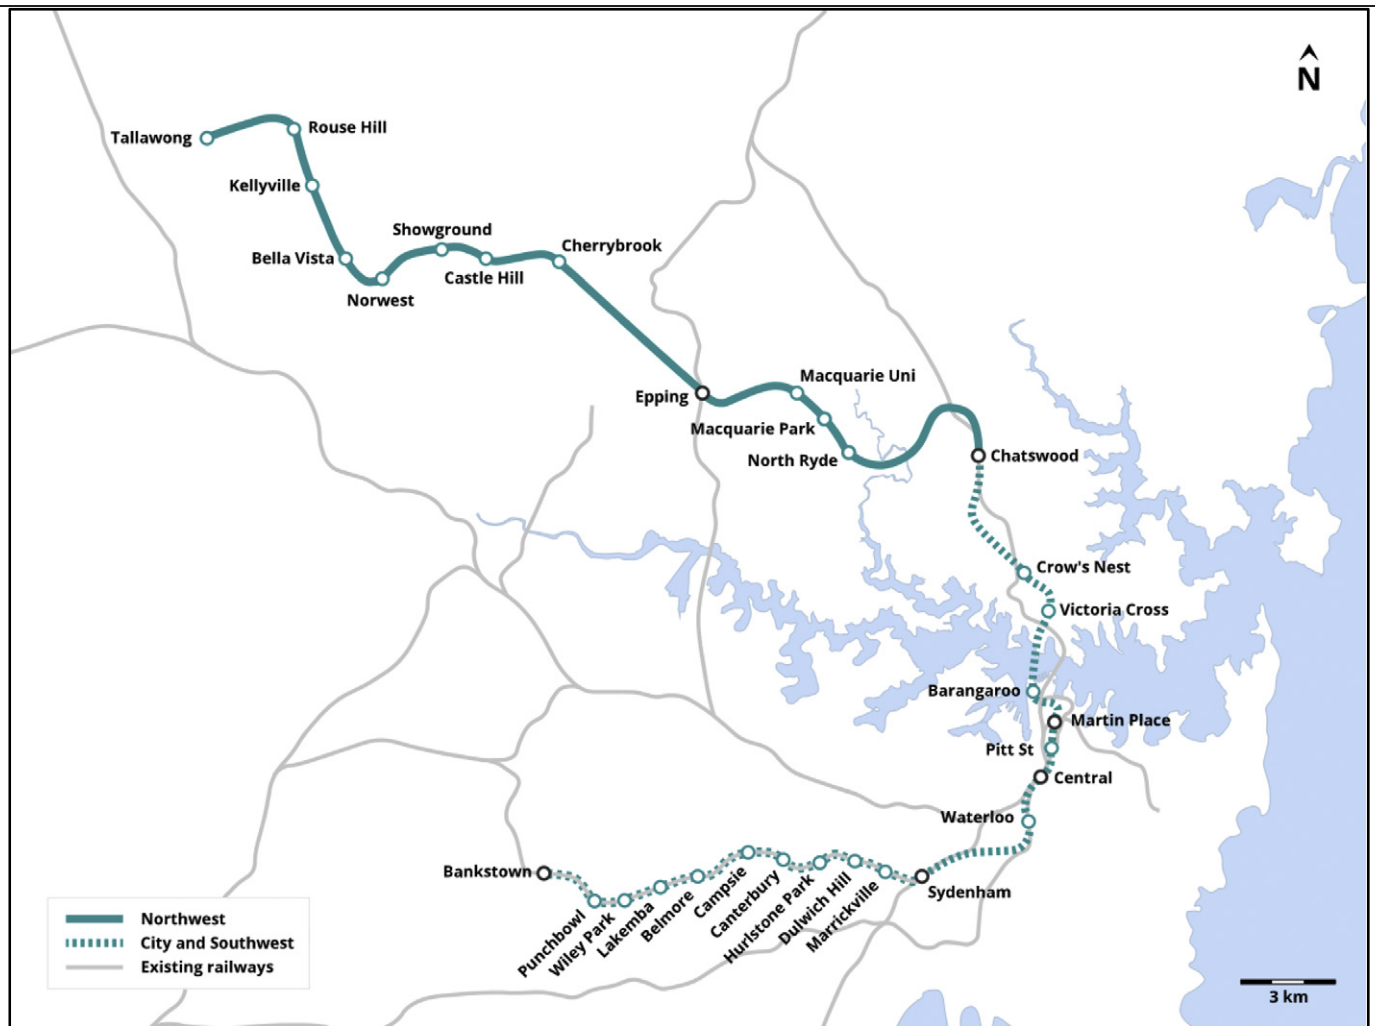 N
Tallawong
Rouse Hill
Kellyville
Showground
Cherrybrook
Bella Vista
Castle Hill
Norwest
Macquarie Uni
Epping
Macquarie Park
North Ryde
Chatswood
Crow's Nest
Victoria Cross
Barangaroo
Martin Place
Pitt St
Central
Waterloo
Bankstown
Sydenham
Punchbowl
Wiley Park
Lakemba
Belmore
Campsie
Canterbury
Hurlstone Park
Dulwich Hill
Marrickville
Northwest
City and Southwest
Existing railways
3 km